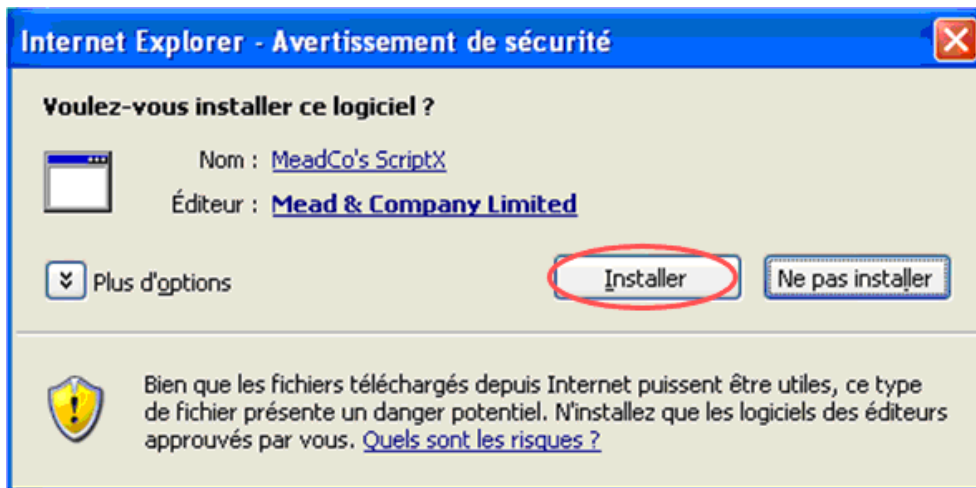 Internet Explorer - Avertissement de sécurité
Voulez-vous installer ce logiciel ?
Nom : MeadCo's ScriptX
Éditeur : Mead & Company Limited
Plus d'options
Installer
Ne pas installer
Bien que les fichiers téléchargés depuis Internet puissent être utiles, ce type
de fichier présente un danger potentiel. N'installez que les logiciels des éditeurs
approuvés par vous. Quels sont les risques ?